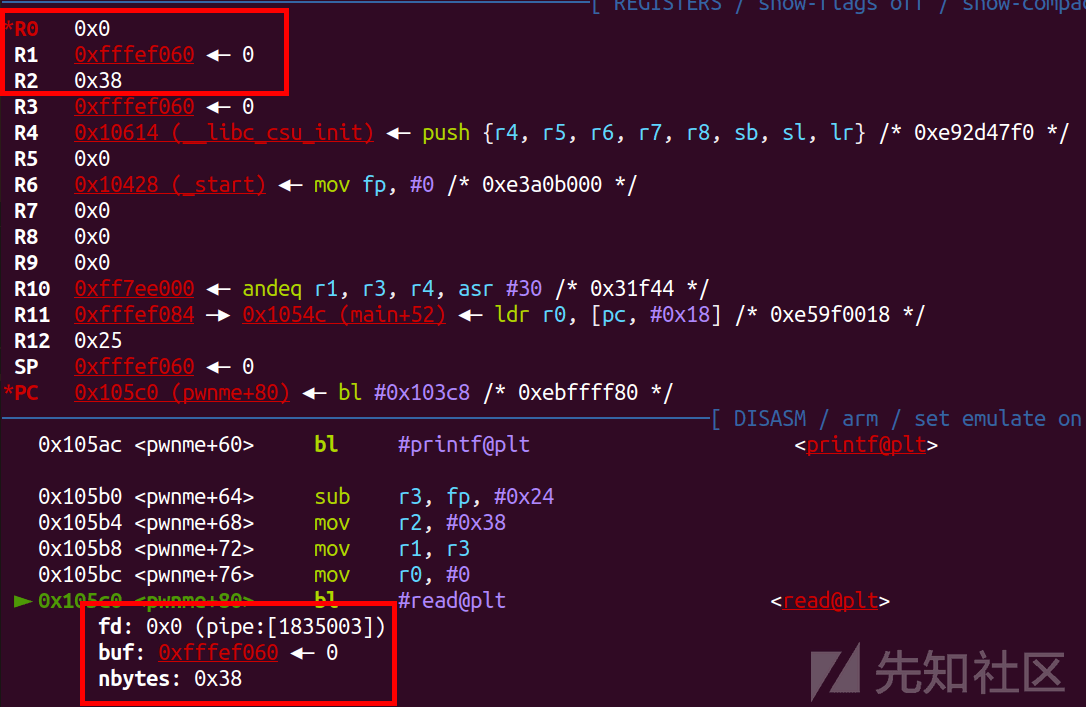 [ REGISTERS / show-flags off / show-compac
*R0 0x0
R1 0xfffef060 ◂— 0
R2 0x38
R3 0xfffef060 ◂— 0
R4 0x10614 (__libc_csu_init) ◂— push {r4, r5, r6, r7, r8, sb, sl, lr} /* 0xe92d47f0 */
R5 0x0
R6 0x10428 (_start) ◂— mov fp, #0 /* 0xe3a0b000 */
R7 0x0
R8 0x0
R9 0x0
R10 0xff7ee000 ◂— andeq r1, r3, r4, asr #30 /* 0x31f44 */
R11 0xfffef084 —▸ 0x1054c (main+52) ◂— ldr r0, [pc, #0x18] /* 0xe59f0018 */
R12 0x25
SP 0xfffef060 ◂— 0
*PC 0x105c0 (pwnme+80) ◂— bl #0x103c8 /* 0xebffff80 */
[ DISASM / arm / set emulate on
0x105ac <pwnme+60> bl #printf@plt <printf@plt>
0x105b0 <pwnme+64> sub r3, fp, #0x24
0x105b4 <pwnme+68> mov r2, #0x38
0x105b8 <pwnme+72> mov r1, r3
0x105bc <pwnme+76> mov r0, #0
► 0x105c0 <pwnme+80> bl #read@plt <read@plt>
fd: 0x0 (pipe:[1835003])
buf: 0xfffef060 ◂— 0
nbytes: 0x38
先知社区